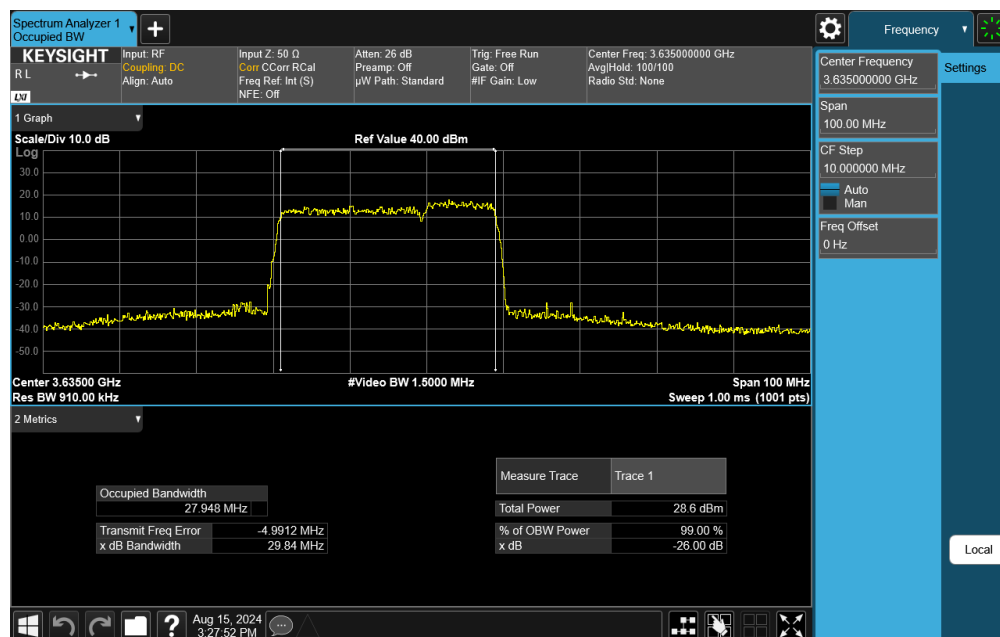 Spectrum Analyzer 1
Occupied BW
+
Frequency
KEYSIGHT
R L
LXI
Input: RF
Coupling: DC
Align: Auto
Input Z: 50 Ω
Corr CCorr RCal
Freq Ref: Int (S)
NFE: Off
Atten: 26 dB
Preamp: Off
µW Path: Standard
Trig: Free Run
Gate: Off
#IF Gain: Low
Center Freq: 3.635000000 GHz
Avg|Hold: 100/100
Radio Std: None
Center Frequency
3.635000000 GHz
Settings
Span
100.00 MHz
CF Step
10.000000 MHz
Auto
Man
Freq Offset
0 Hz
1 Graph
Scale/Div 10.0 dB
Ref Value 40.00 dBm
Log
30.0
20.0
10.0
0.00
-10.0
-20.0
-30.0
-40.0
-50.0
Center 3.63500 GHz
#Video BW 1.5000 MHz
Span 100 MHz
Res BW 910.00 kHz
Sweep 1.00 ms (1001 pts)
2 Metrics
Measure Trace
Trace 1
Occupied Bandwidth
27.948 MHz
Total Power
28.6 dBm
Transmit Freq Error
-4.9912 MHz
% of OBW Power
99.00 %
x dB Bandwidth
29.84 MHz
x dB
-26.00 dB
Local
?
Aug 15, 2024
3:27:52 PM